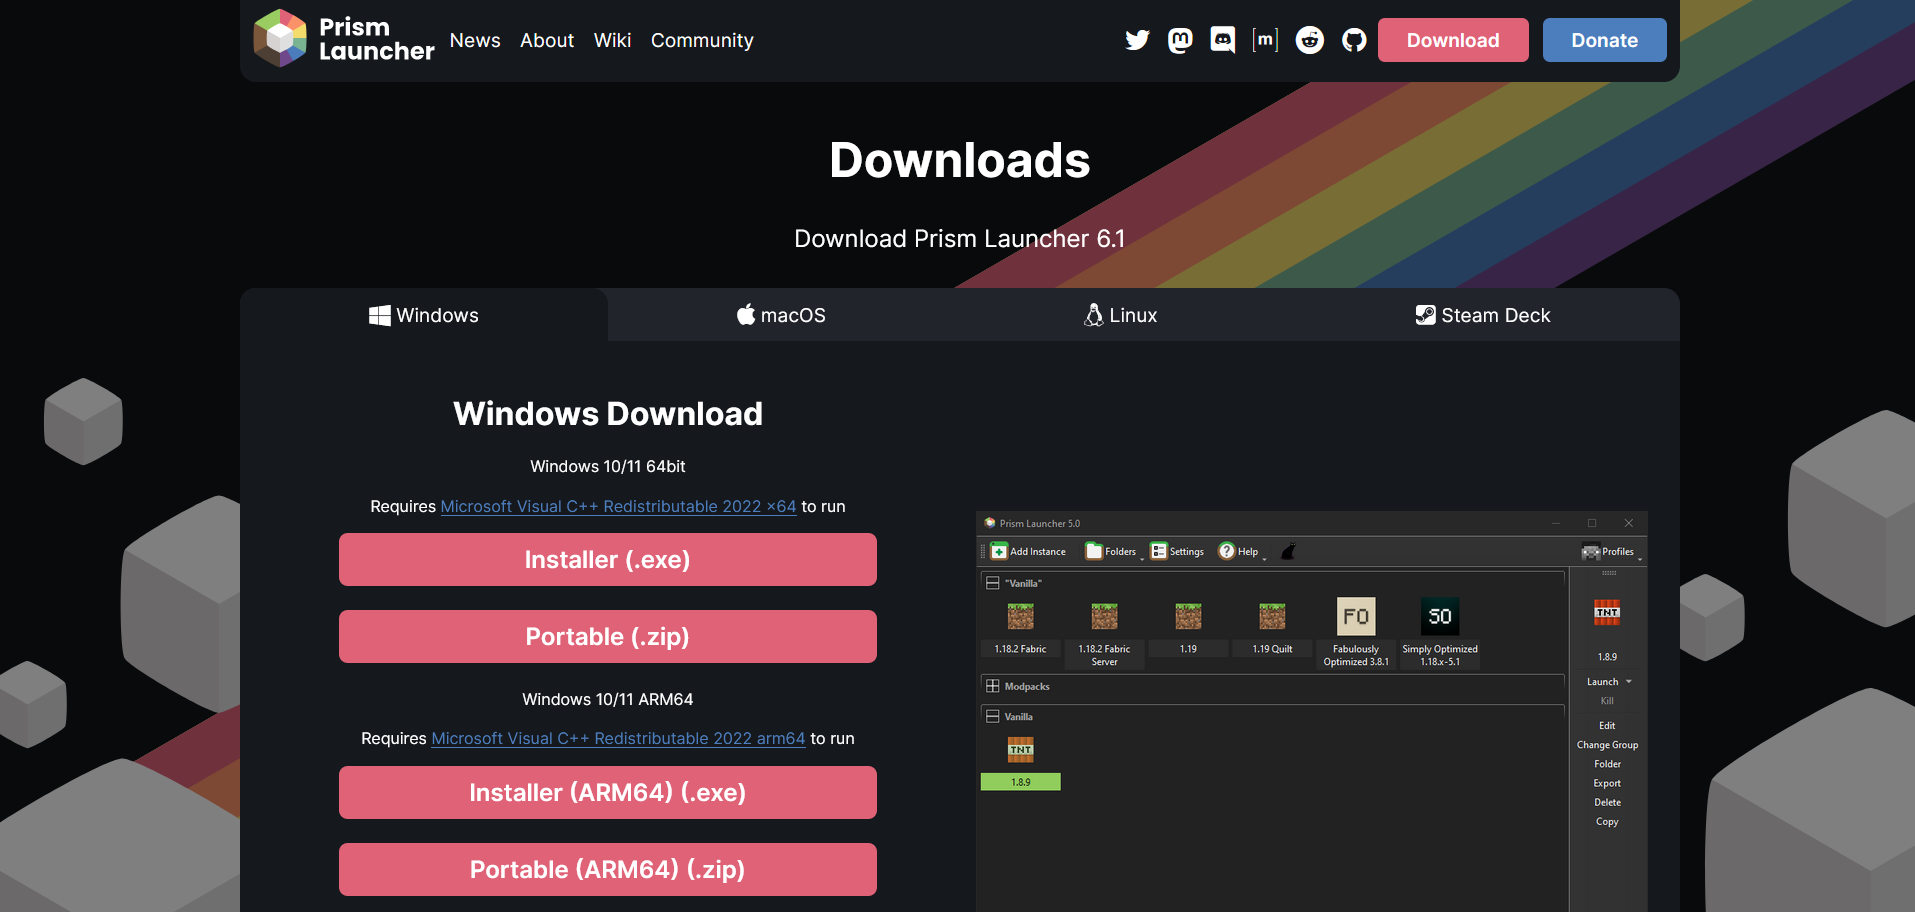 Prism
Launcher
News About Wiki Community
[m]
Download Donate
Downloads
Download Prism Launcher 6.1
Windows macOS Linux Steam Deck
Windows Download
Windows 10/11 64bit
Requires Microsoft Visual C++ Redistributable 2022 ×64 to run
Installer (.exe)
Portable (.zip)
Windows 10/11 ARM64
Requires Microsoft Visual C++ Redistributable 2022 arm64 to run
Installer (ARM64) (.exe)
Portable (ARM64) (.zip)
Prism Launcher 5.0
Add Instance Folders Settings Help Profiles
"Vanilla"
FO SO
1.18.2 Fabric
1.18.2 Fabric
Server
1.19
1.19 Quilt
Fabulously
Optimized 3.8.1
Simply Optimized
1.18.x-5.1
Modpacks
Vanilla
TNT
1.8.9
TNT
1.8.9
Launch
Kill
Edit
Change Group
Folder
Export
Delete
Copy